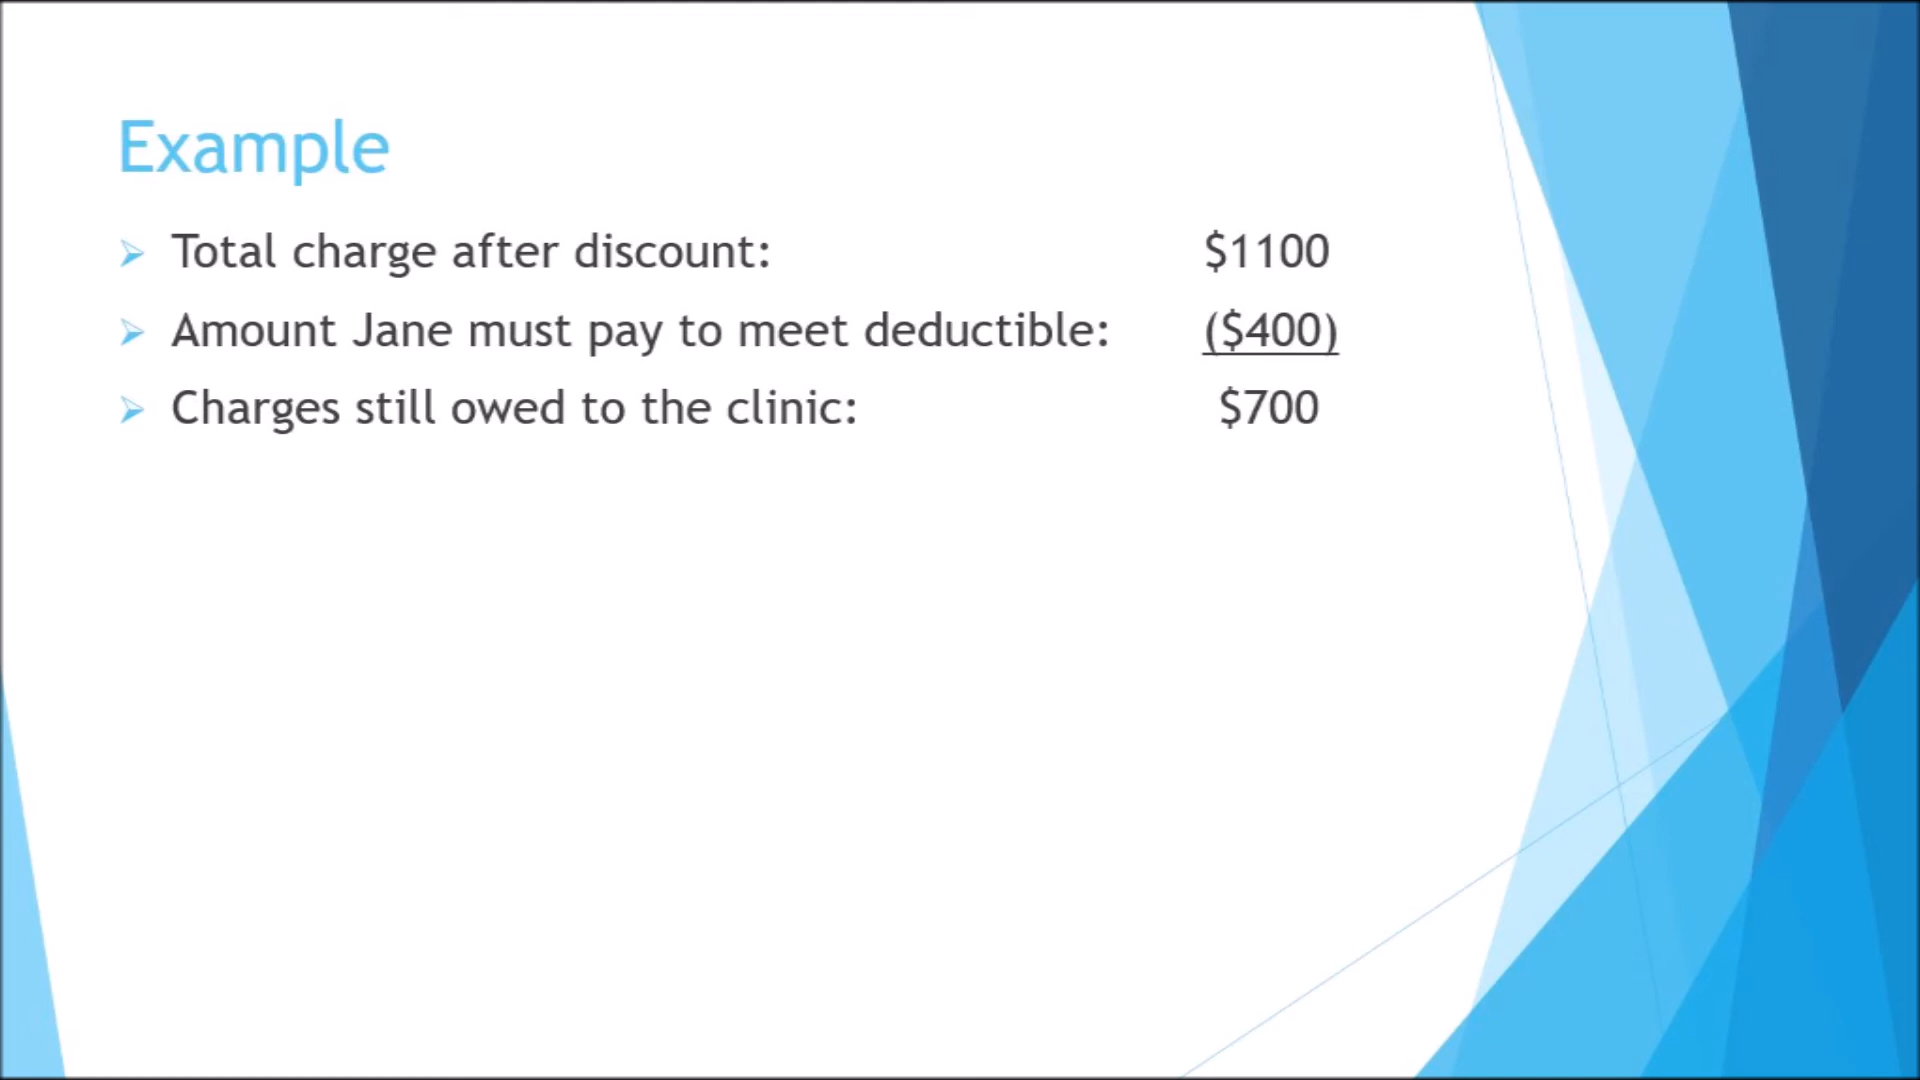 Example
Total charge after discount: $1100
Amount Jane must pay to meet deductible: ($400)
Charges still owed to the clinic: $700